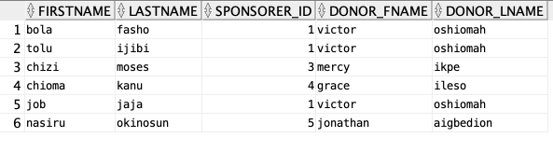 FIRSTNAME LASTNAME SPONSORER_ID DONOR_FNAME DONOR_LNAME
1 bola fasho 1 victor oshiomah
2 tolu ijibi 1 victor oshiomah
3 chizi moses 3 mercy ikpe
4 chioma kanu 4 grace ileso
5 job jaja 1 victor oshiomah
6 nasiru okinosun 5 jonathan aigbedion